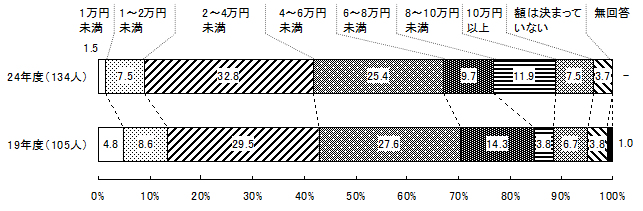 1万円 1～2万円 2～4万円 4～6万円 6～8万円 8～10万円 10万円 額は決まって 無回答
未満 未満 未満 未満 未満 未満 以上 いない
1.5
24年度(134人) 7.5 32.8 25.4 9.7 11.9 7.5 3.7 -
19年度(105人) 4.8 8.6 29.5 27.6 14.3 3.8 6.7 3.8 1.0
0% 10% 20% 30% 40% 50% 60% 70% 80% 90% 100%